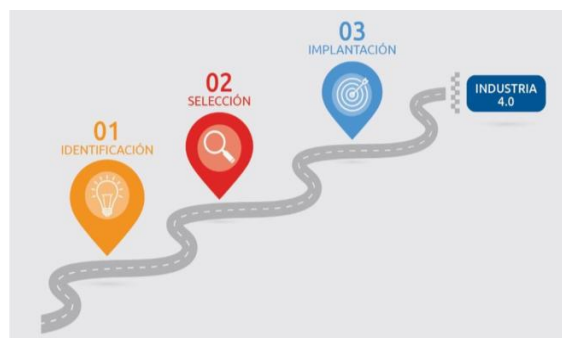 01
IDENTIFICACIÓN
02
SELECCIÓN
03
IMPLANTACIÓN
INDUSTRIA
4.0